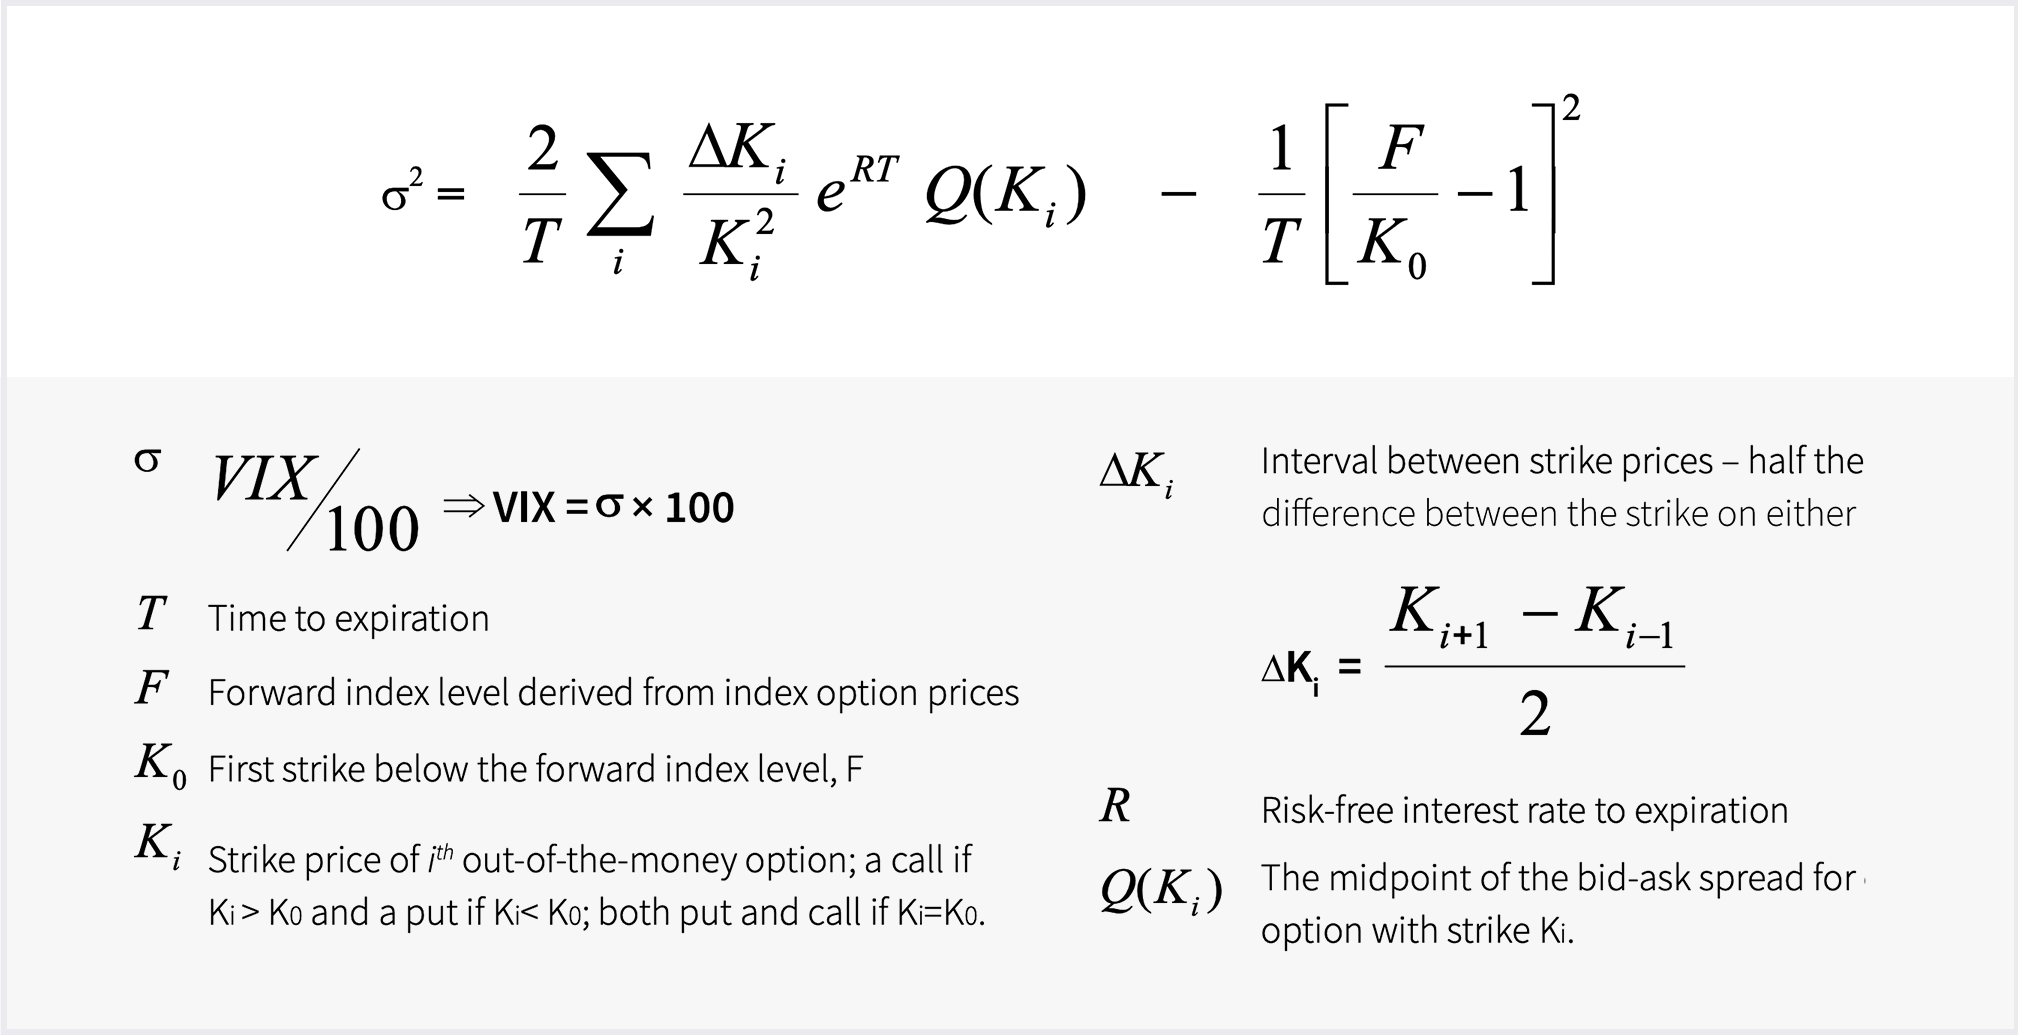 σ² = 2/T ∑i ΔKi/Ki² e^RT Q(Ki) − 1/T [F/K0 − 1]²
σ VIX/100 ⇒ VIX = σ × 100
T Time to expiration
F Forward index level derived from index option prices
K0 First strike below the forward index level, F
Ki Strike price of ith out-of-the-money option; a call if
Ki > K0 and a put if Ki< K0; both put and call if Ki=K0.
ΔKi Interval between strike prices – half the
difference between the strike on either
ΔKi = Ki+1 − Ki−1 / 2
R Risk-free interest rate to expiration
Q(Ki) The midpoint of the bid-ask spread for
option with strike Ki.